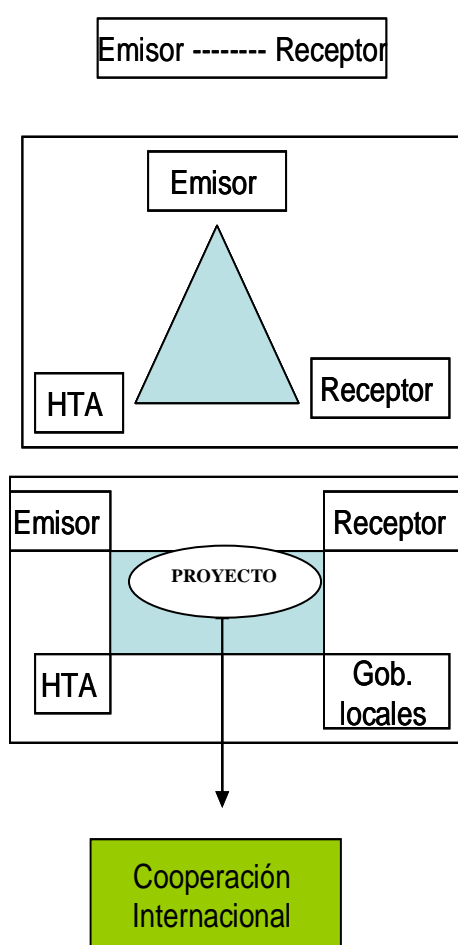 Emisor -------- Receptor
Emisor
HTA
Receptor
Emisor
Receptor
PROYECTO
HTA
Gob.
locales
Cooperación
Internacional